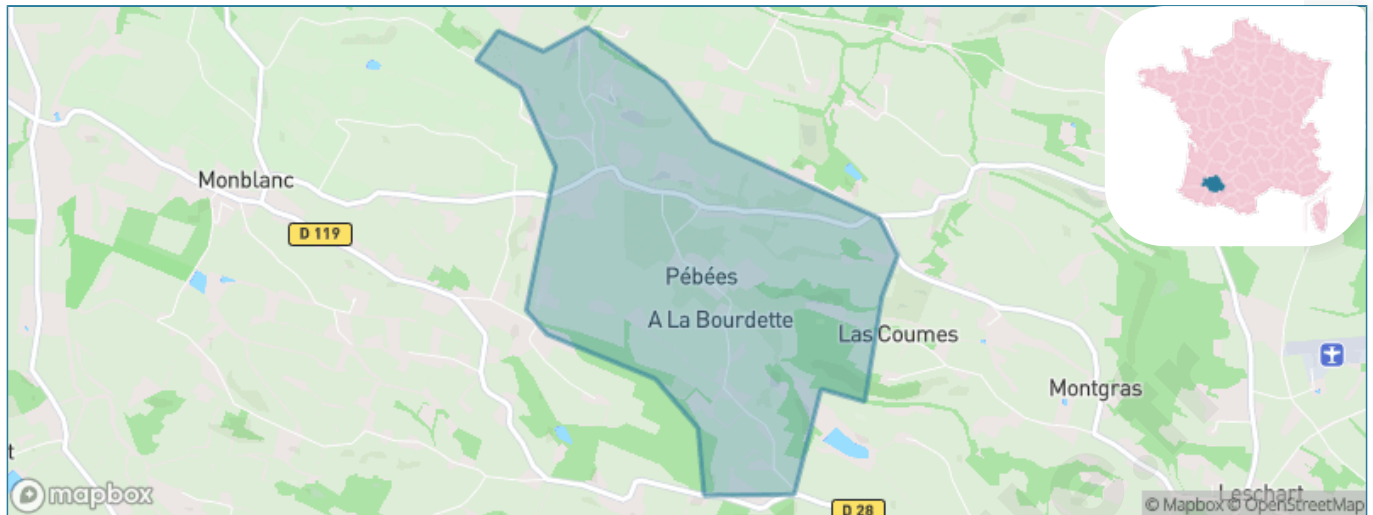 Monblanc
D 119
Pébées
A La Bourdette
Las Coumes
Montgras
t
Leschart
D 28
mapbox
© Mapbox © OpenStreetMap